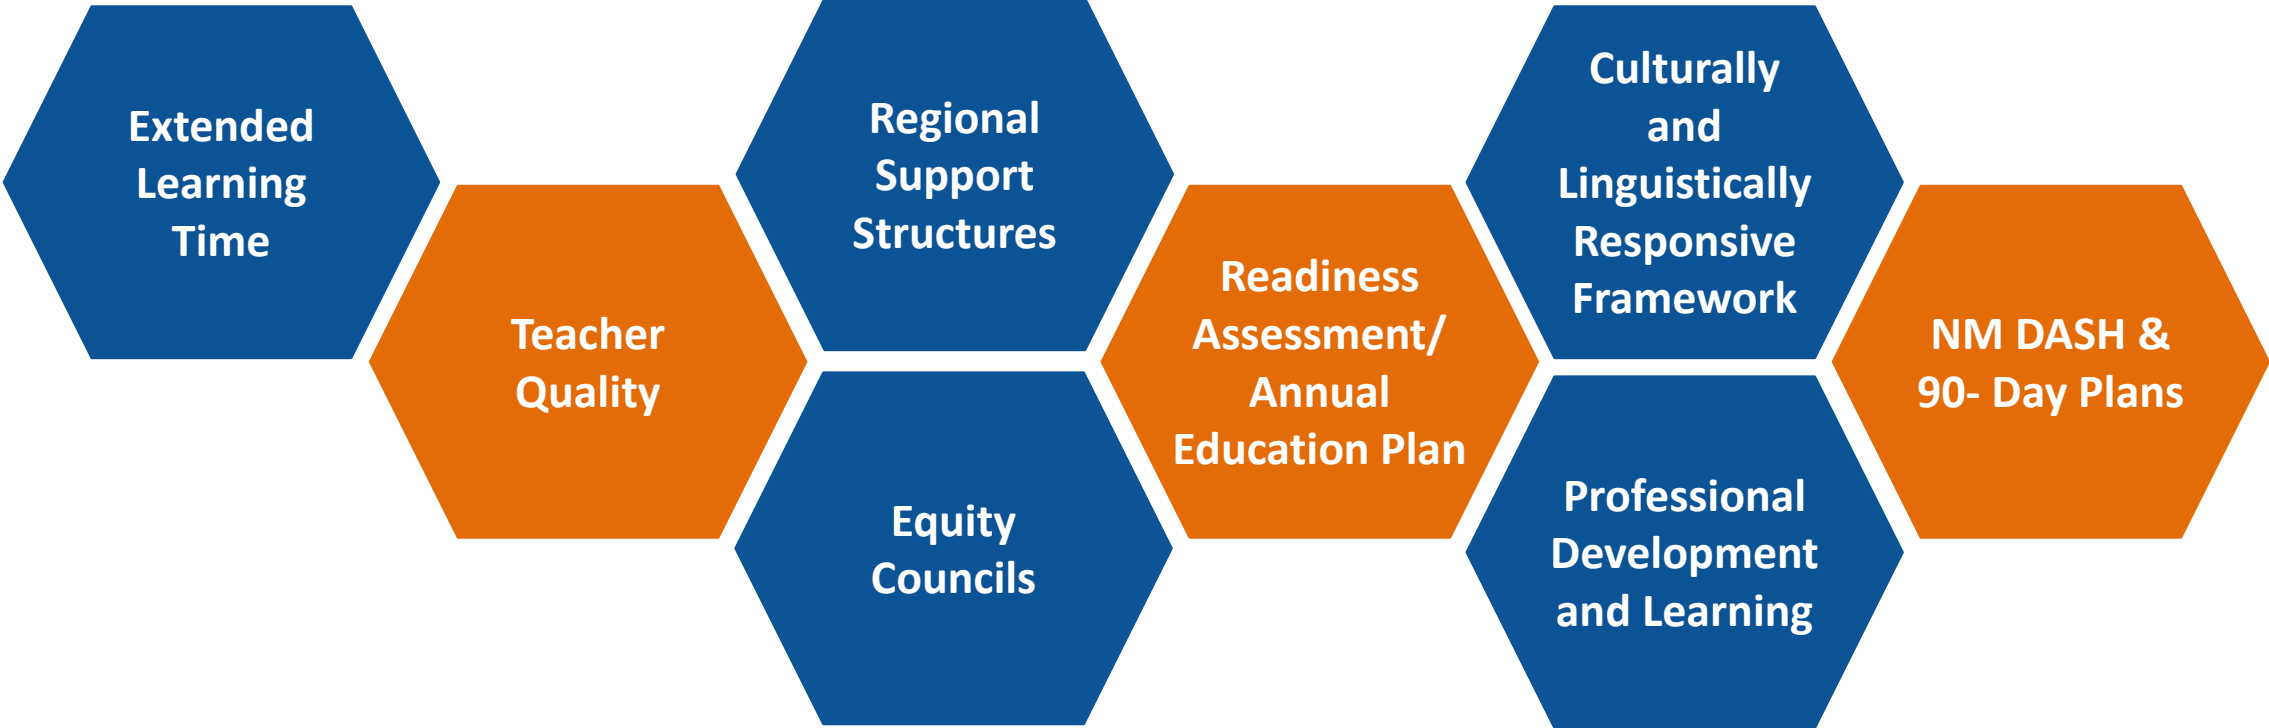 Extended
Learning
Time
Teacher
Quality
Regional
Support
Structures
Equity
Councils
Readiness
Assessment/
Annual
Education Plan
Culturally
and
Linguistically
Responsive
Framework
Professional
Development
and Learning
NM DASH &
90- Day Plans